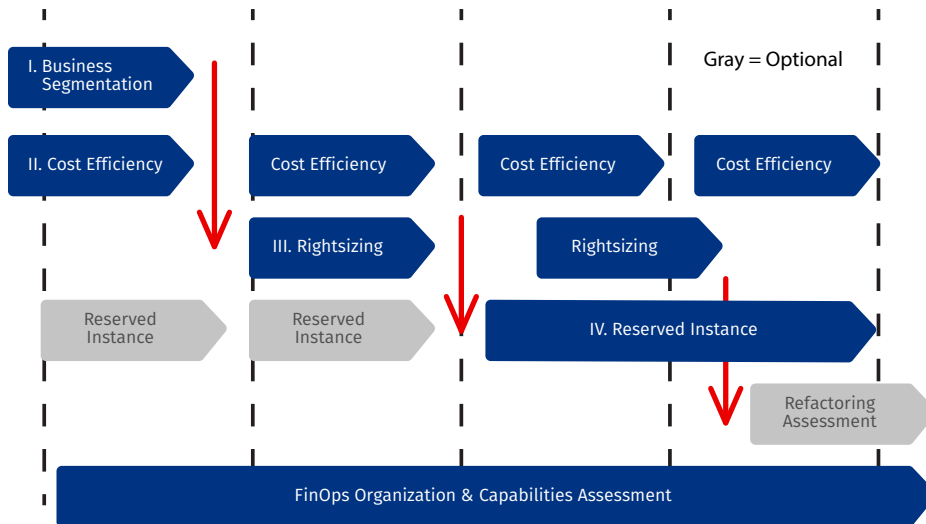 I. Business
Segmentation
Gray = Optional
II. Cost Efficiency
Cost Efficiency
Cost Efficiency
Cost Efficiency
III. Rightsizing
Rightsizing
Reserved
Instance
Reserved
Instance
IV. Reserved Instance
Refactoring
Assessment
FinOps Organization & Capabilities Assessment